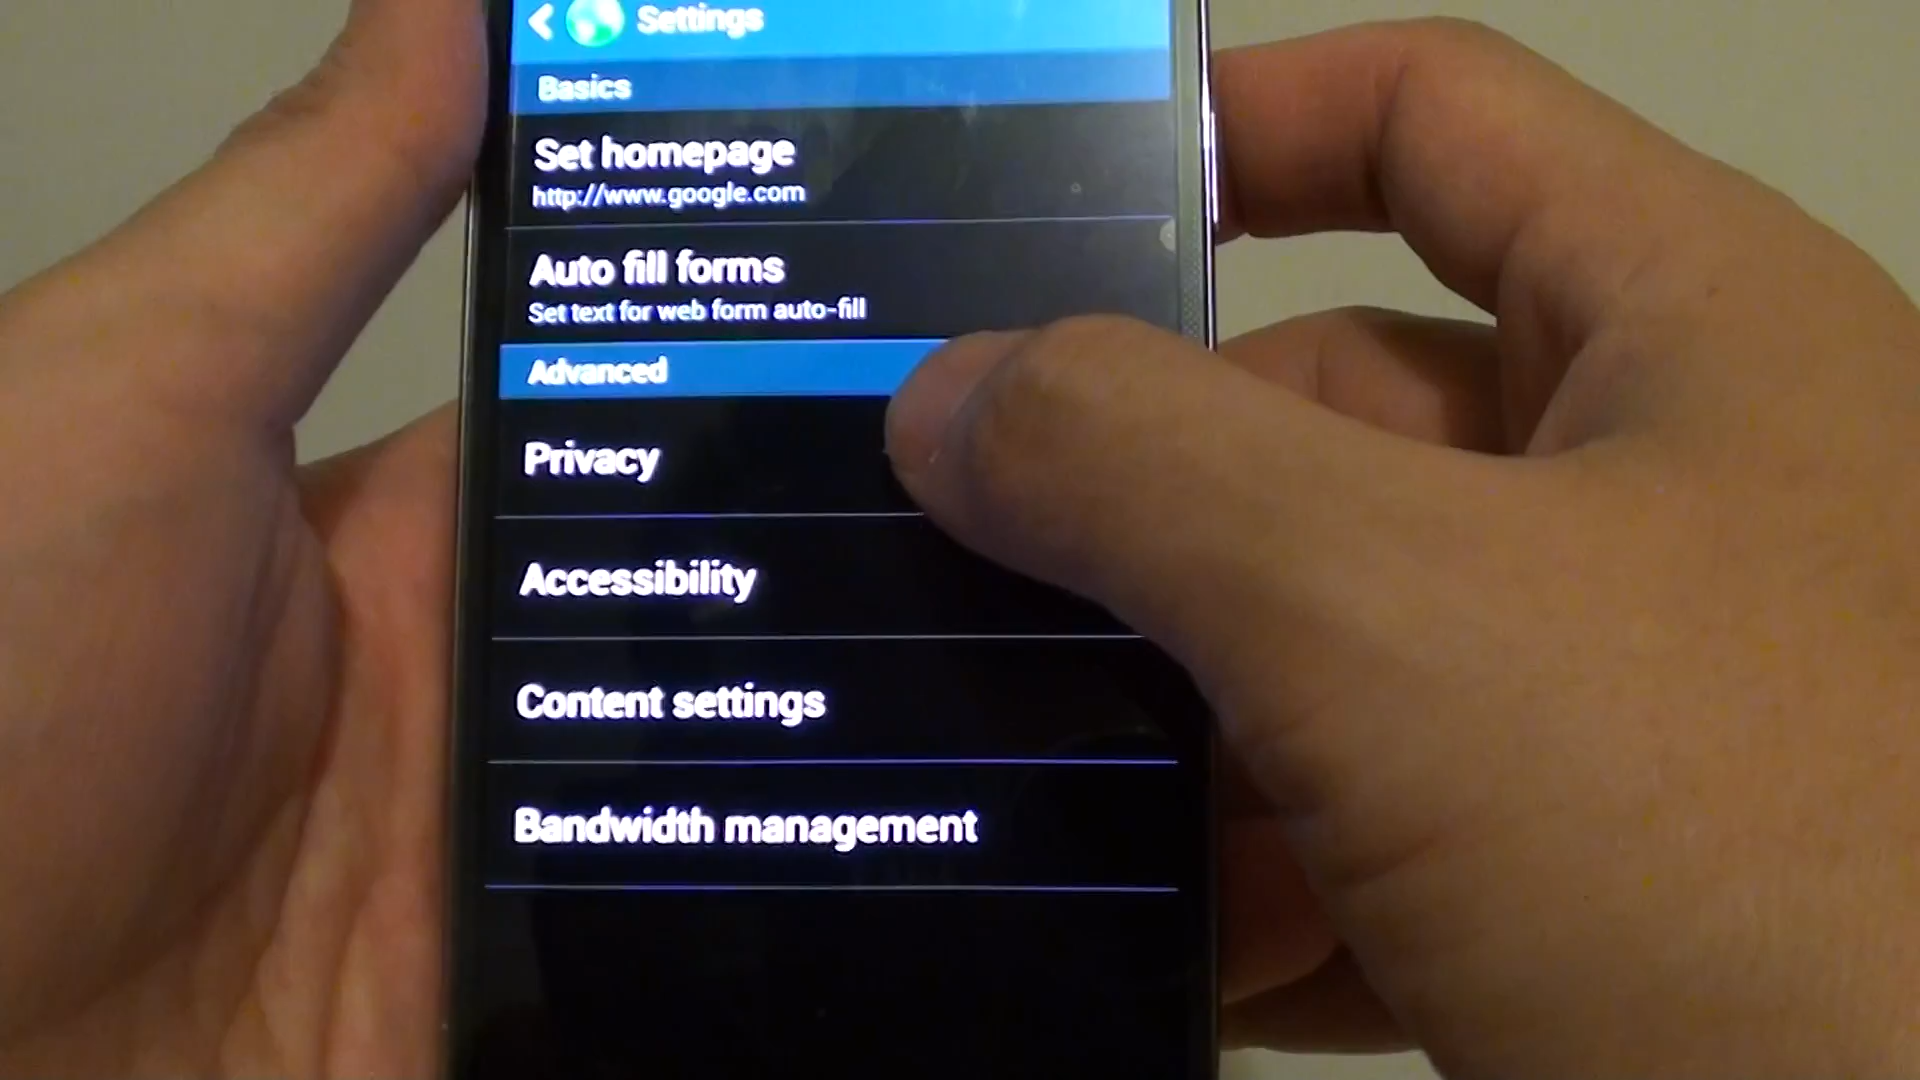 Settings
Basics
Set homepage
http://www.google.com
Auto fill forms
Set text for web form auto-fill
Advanced
Privacy
Accessibility
Content settings
Bandwidth management